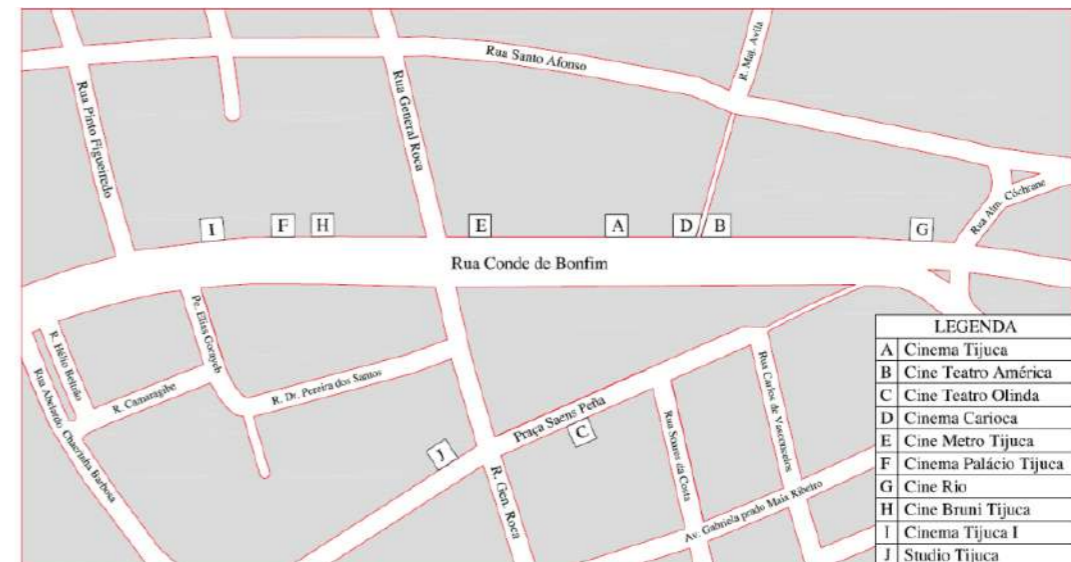 Rua Santo Afonso
R. Maj. Avila
Rua Pinto Figueiredo
Rua General Roca
Rua Alm. Cóchrane
I
F
H
E
A
D
B
G
Rua Conde de Bonfim
Pe. Elias Gorayeb
R. Hélio Beltrão
Rua Abelardo Chacrinha Barbosa
R. Camaragibe
R. Dr. Pereira dos Santos
Praça Saens Peña
C
J
R. Gen. Roca
Rua Soares da Costa
Rua Carlos de Vasconcelos
Av. Gabriela prado Maia Ribeiro
LEGENDA
A Cinema Tijuca
B Cine Teatro América
C Cine Teatro Olinda
D Cinema Carioca
E Cine Metro Tijuca
F Cinema Palácio Tijuca
G Cine Rio
H Cine Bruni Tijuca
I Cinema Tijuca I
J Studio Tijuca